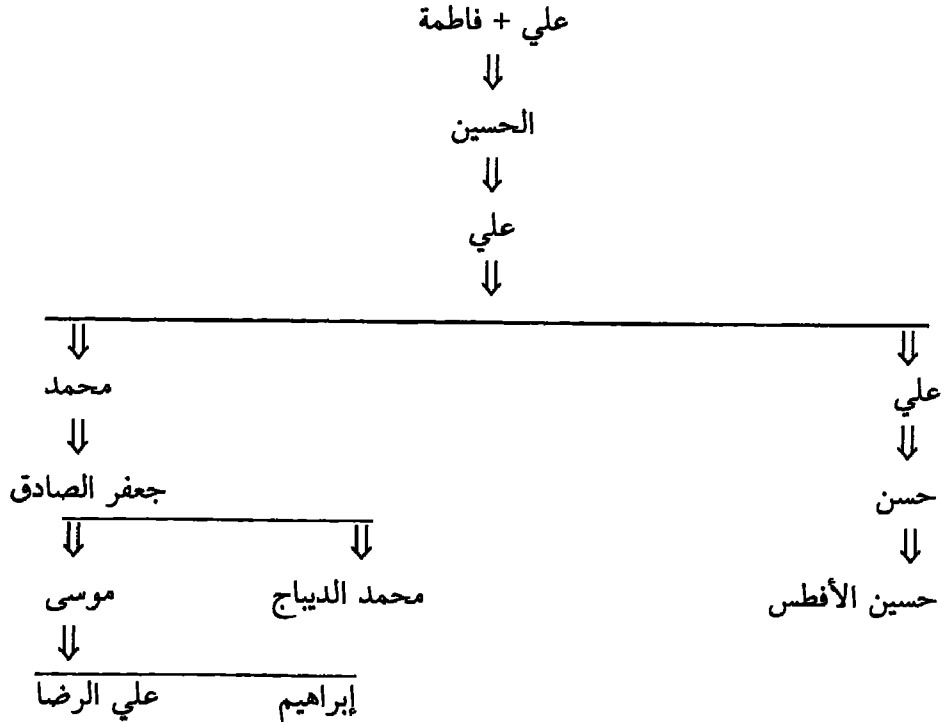 علي + فاطمة
الحسين
علي
علي
محمد
حسن
جعفر الصادق
حسين الأفطس
محمد الديباج
موسى
إبراهيم
علي الرضا